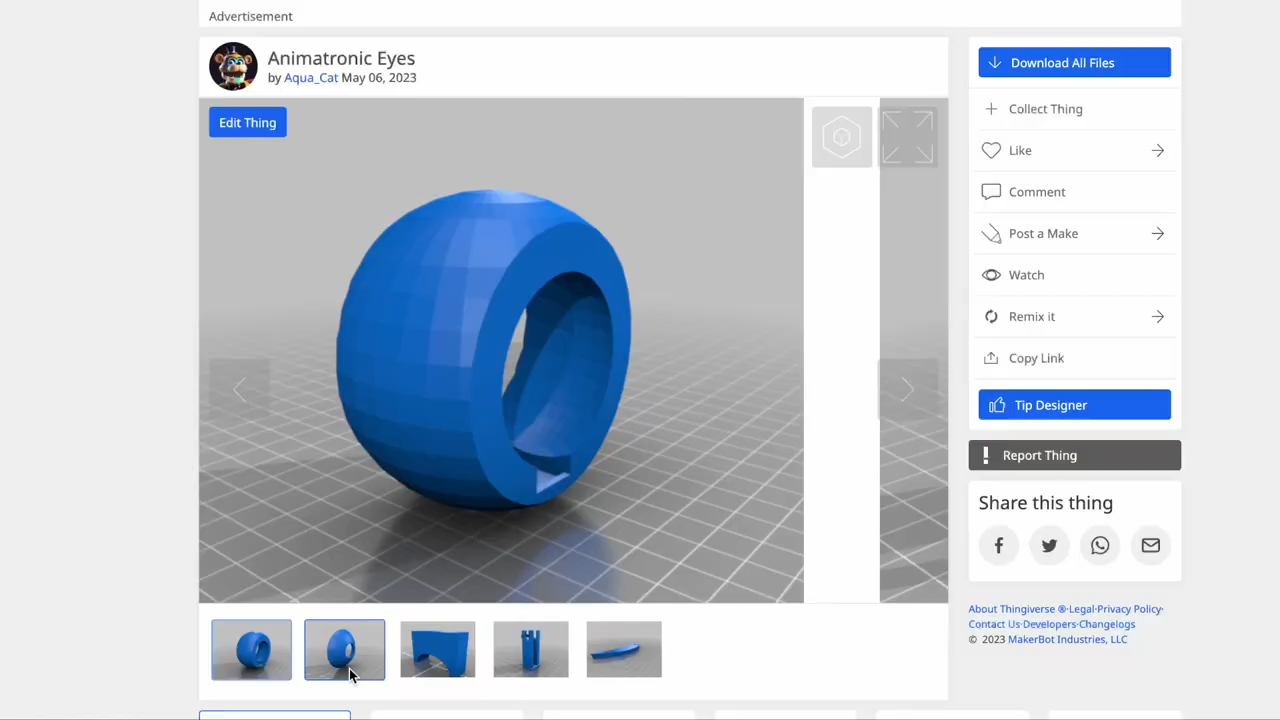 Advertisement
Animatronic Eyes
by Aqua_Cat May 06, 2023
Edit Thing
Download All Files
Collect Thing
Like
Comment
Post a Make
Watch
Remix it
Copy Link
Tip Designer
Report Thing
Share this thing
About Thingiverse ®·Legal·Privacy Policy·
Contact Us·Developers·Changelogs
© 2023 MakerBot Industries, LLC